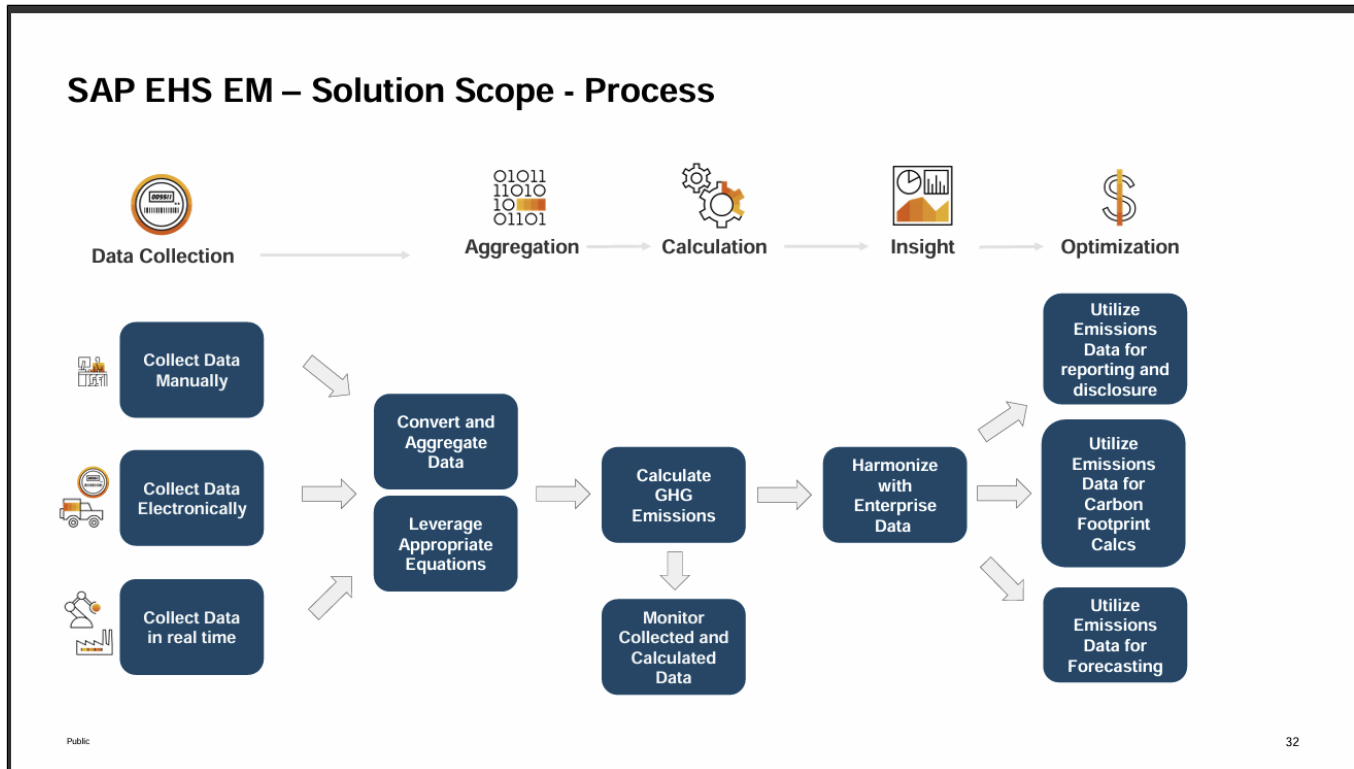 SAP EHS EM – Solution Scope - Process
01011
11010
10
01101
Data Collection
Aggregation
Calculation
Insight
Optimization
Collect Data
Manually
Collect Data
Electronically
Collect Data
in real time
Convert and
Aggregate
Data
Leverage
Appropriate
Equations
Calculate
GHG
Emissions
Monitor
Collected and
Calculated
Data
Harmonize
with
Enterprise
Data
Utilize
Emissions
Data for
reporting and
disclosure
Utilize
Emissions
Data for
Carbon
Footprint
Calcs
Utilize
Emissions
Data for
Forecasting
Public
32